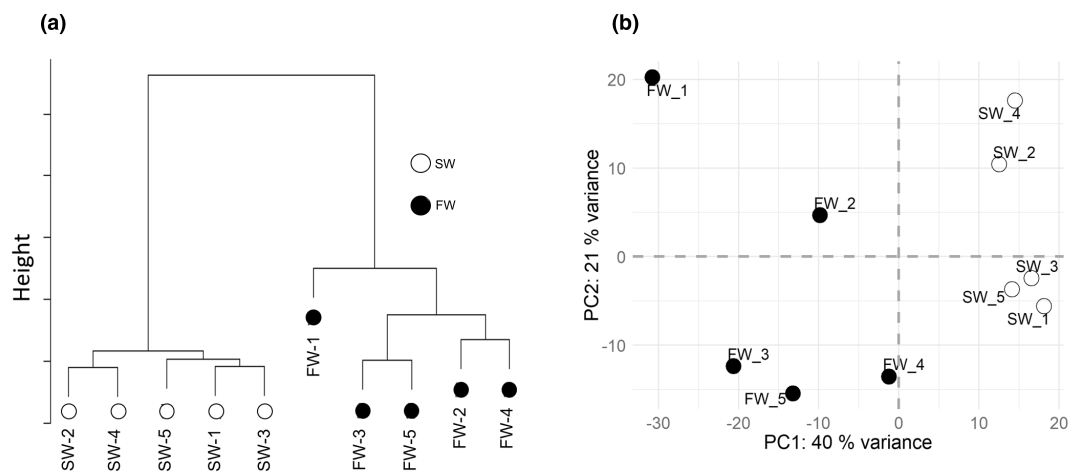 (a)
Height
SW
FW
SW-2
SW-4
SW-5
SW-1
SW-3
FW-1
FW-3
FW-5
FW-2
FW-4
(b)
PC2: 21 % variance
20
10
0
-10
FW_1
SW_4
SW_2
FW_2
SW_3
SW_5
SW_1
FW_3
FW_4
FW_5
-30
-20
-10
0
10
20
PC1: 40 % variance